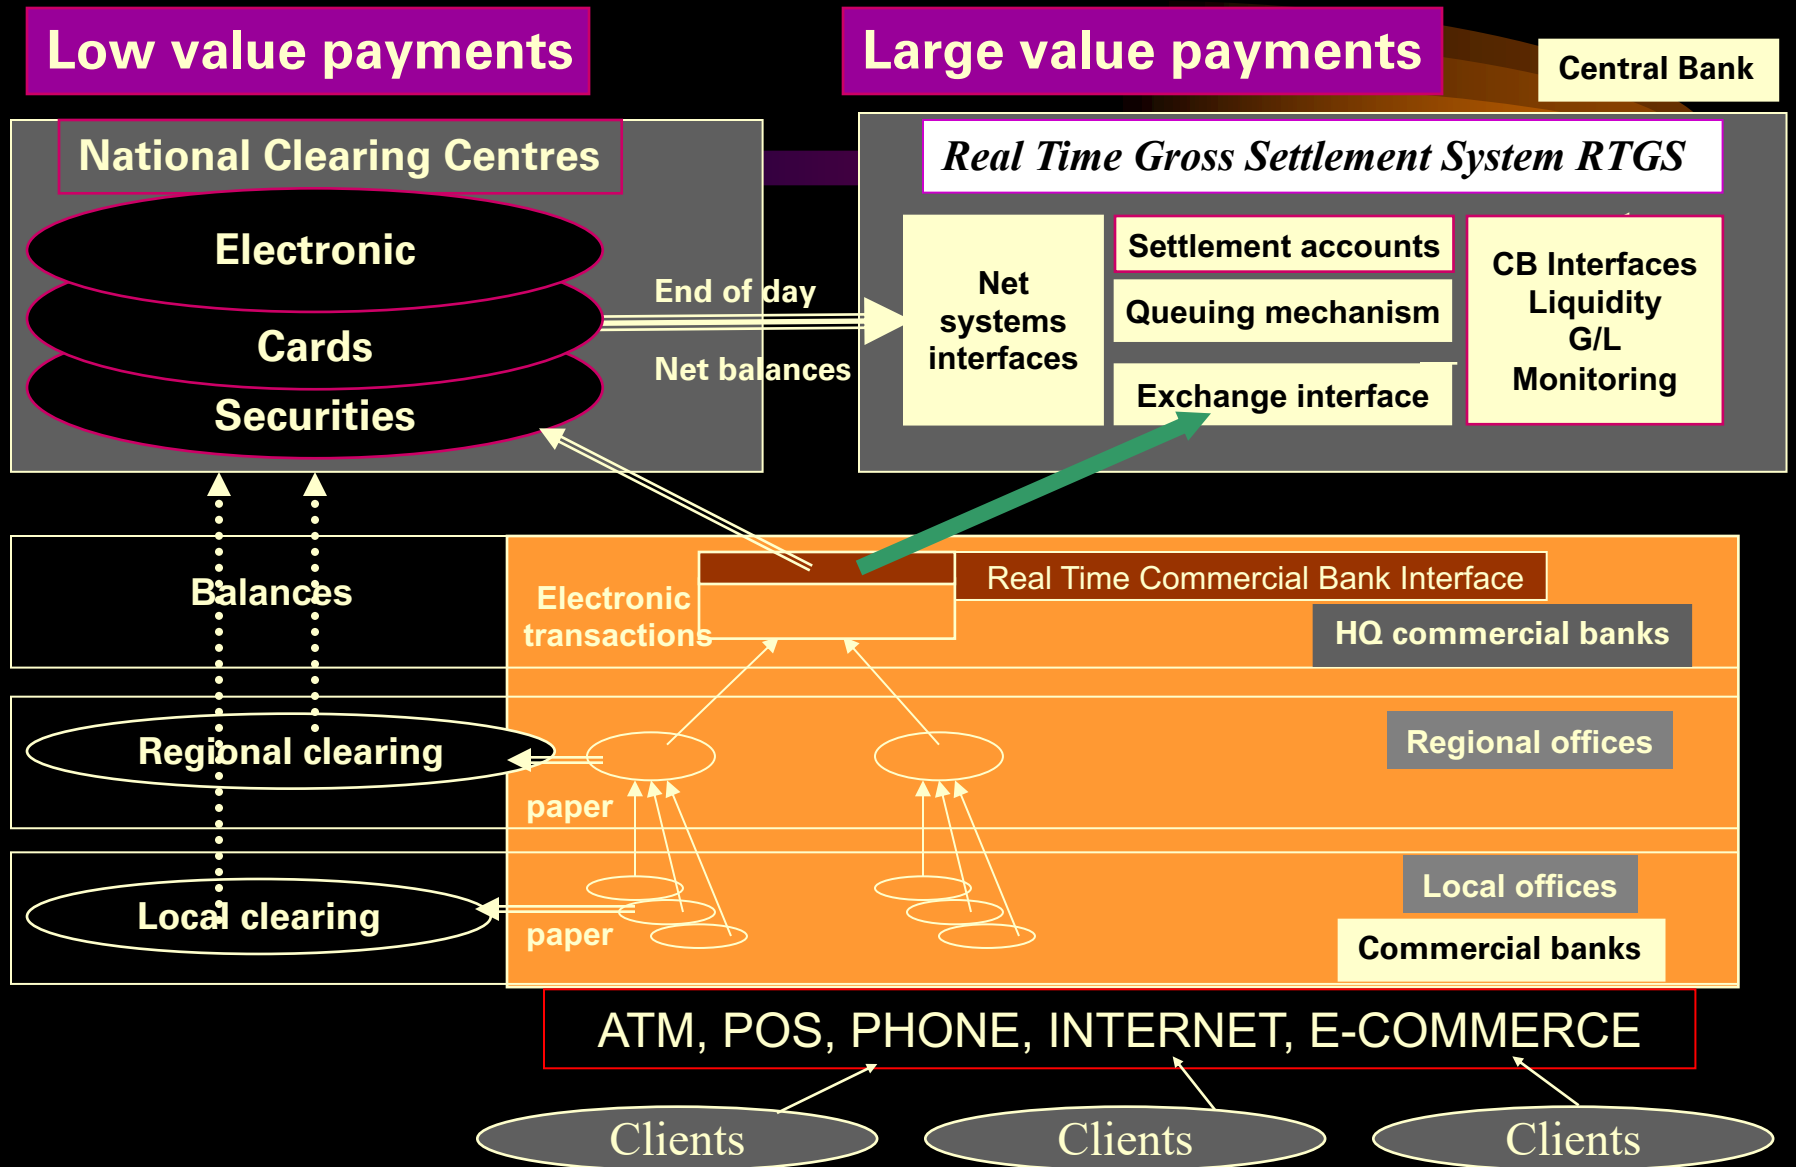 Low value payments
Large value payments
Central Bank
National Clearing Centres
Real Time Gross Settlement System RTGS
Electronic
Cards
Securities
End of day
Net balances
Net
systems
interfaces
Settlement accounts
Queuing mechanism
Exchange interface
CB Interfaces
Liquidity
G/L
Monitoring
Balances
Electronic
transactions
Real Time Commercial Bank Interface
HQ commercial banks
Regional clearing
paper
Regional offices
Local clearing
paper
Local offices
Commercial banks
ATM, POS, PHONE, INTERNET, E-COMMERCE
Clients
Clients
Clients